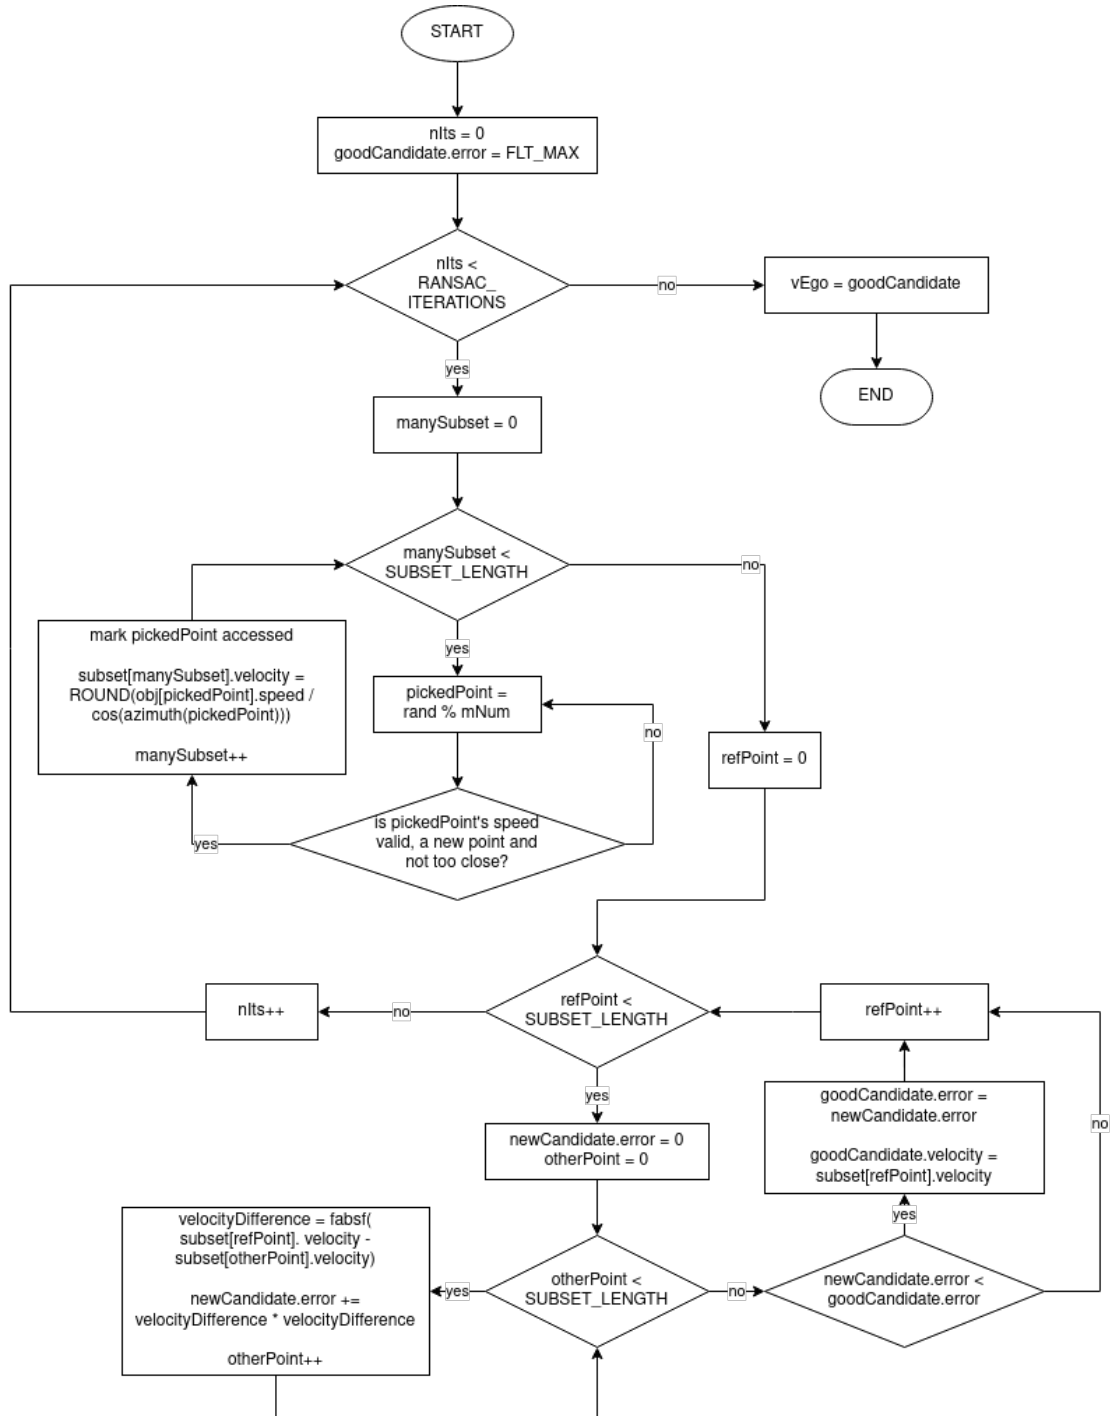 START
nIts = 0
goodCandidate.error = FLT_MAX
nIts <
RANSAC_
ITERATIONS
no
vEgo = goodCandidate
yes
END
manySubset = 0
manySubset <
SUBSET_LENGTH
no
mark pickedPoint accessed
subset[manySubset].velocity =
ROUND(obj[pickedPoint].speed /
cos(azimuth(pickedPoint)))
manySubset++
yes
pickedPoint =
rand % mNum
no
refPoint = 0
is pickedPoint's speed
valid, a new point and
not too close?
yes
refPoint <
SUBSET_LENGTH
no
nIts++
refPoint++
yes
newCandidate.error = 0
otherPoint = 0
goodCandidate.error =
newCandidate.error
goodCandidate.velocity =
subset[refPoint].velocity
no
yes
velocityDifference = fabsf(
subset[refPoint]. velocity -
subset[otherPoint].velocity)
newCandidate.error +=
velocityDifference * velocityDifference
otherPoint++
yes
otherPoint <
SUBSET_LENGTH
no
newCandidate.error <
goodCandidate.error